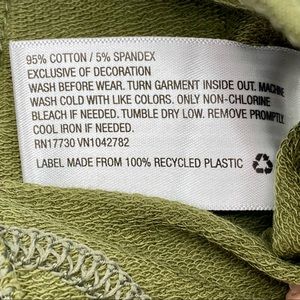 95% COTTON / 5% SPANDEX
EXCLUSIVE OF DECORATION
WASH BEFORE WEAR. TURN GARMENT INSIDE OUT. MACHINE
WASH COLD WITH LIKE COLORS. ONLY NON-CHLORINE
BLEACH IF NEEDED. TUMBLE DRY LOW. REMOVE PROMPTLY.
COOL IRON IF NEEDED.
RN17730 VN1042782
LABEL MADE FROM 100% RECYCLED PLASTIC